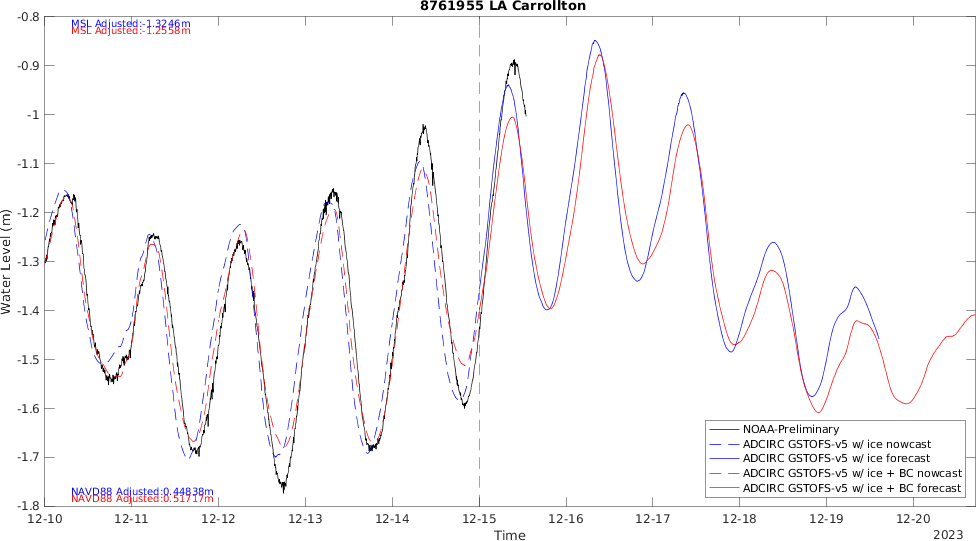 8761955 LA Carrollton
MSL Adjusted:-1.3246m
MSL Adjusted:-1.2558m
-0.8
-0.9
-1
-1.1
-1.2
-1.3
-1.4
-1.5
-1.6
-1.7
-1.8
Water Level (m)
NAVD88 Adjusted:0.44838m
NAVD88 Adjusted:0.51717m
NOAA-Preliminary
ADCIRC GSTOFS-v5 w/ ice nowcast
ADCIRC GSTOFS-v5 w/ ice forecast
ADCIRC GSTOFS-v5 w/ ice + BC nowcast
ADCIRC GSTOFS-v5 w/ ice + BC forecast
12-10 12-11 12-12 12-13 12-14 12-15 12-16 12-17 12-18 12-19 12-20
Time
2023